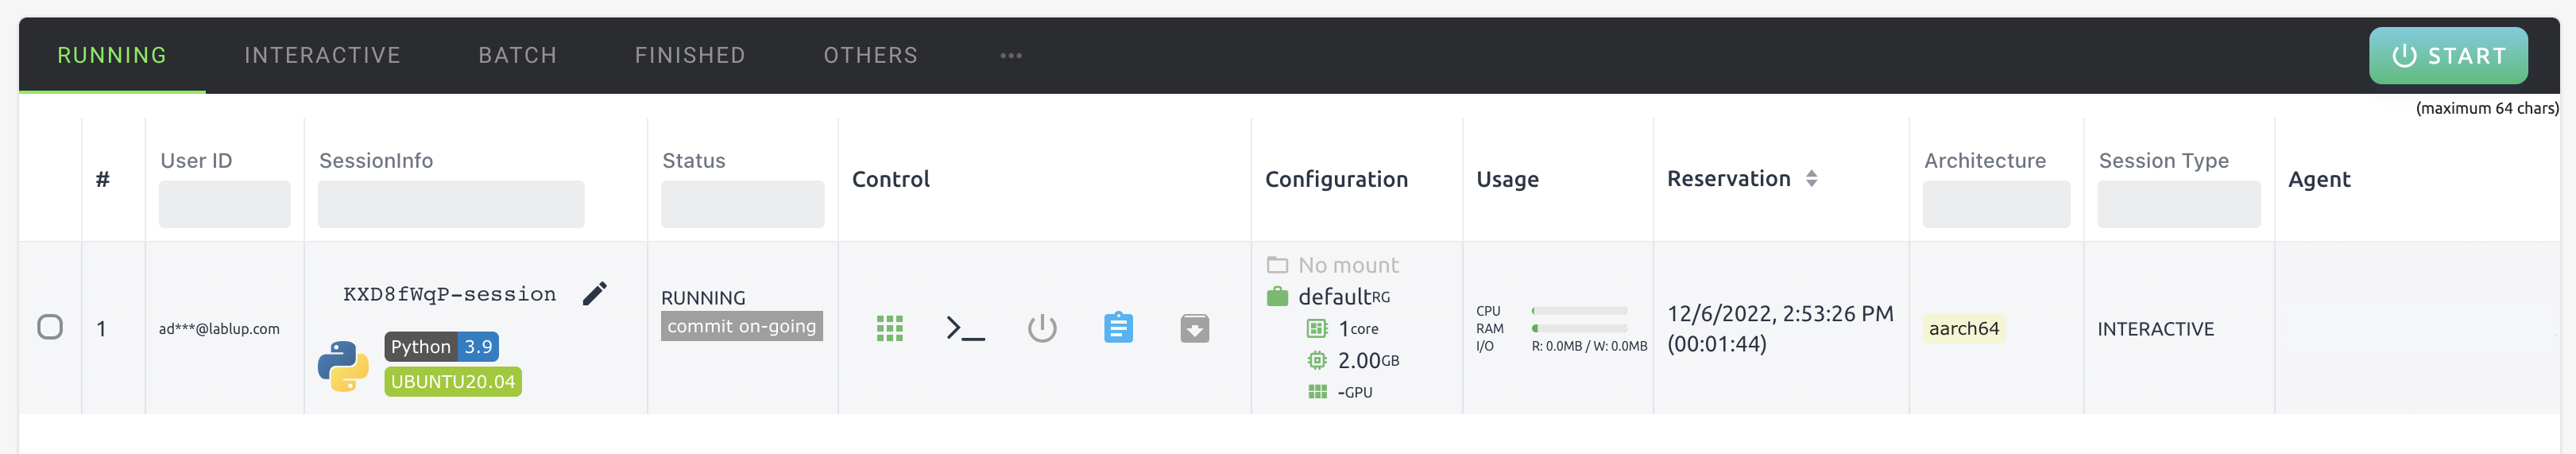 RUNNING INTERACTIVE BATCH FINISHED OTHERS ••• START
(maximum 64 chars)
# User ID SessionInfo Status Control Configuration Usage Reservation Architecture Session Type Agent
1
ad***@lablup.com
KXD8fWqP-session
Python 3.9
UBUNTU20.04
RUNNING
commit on-going
No mount
defaultRG
1core
2.00GB
-GPU
CPU
RAM
I/O R: 0.0MB / W: 0.0MB
12/6/2022, 2:53:26 PM
(00:01:44)
aarch64
INTERACTIVE